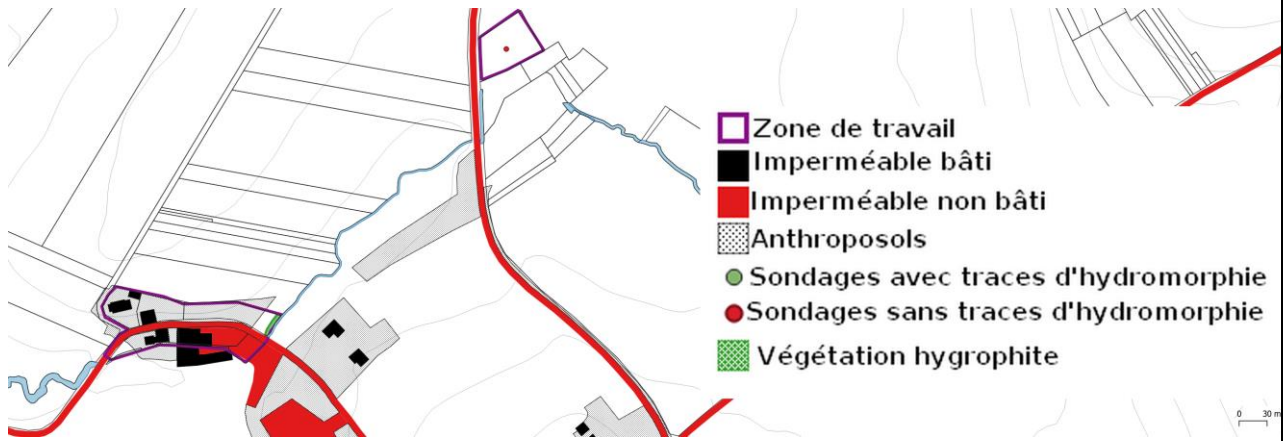 Zone de travail
Imperméable bâti
Imperméable non bâti
Anthroposols
Sondages avec traces d'hydromorphie
Sondages sans traces d'hydromorphie
Végétation hygrophite
0 30 m